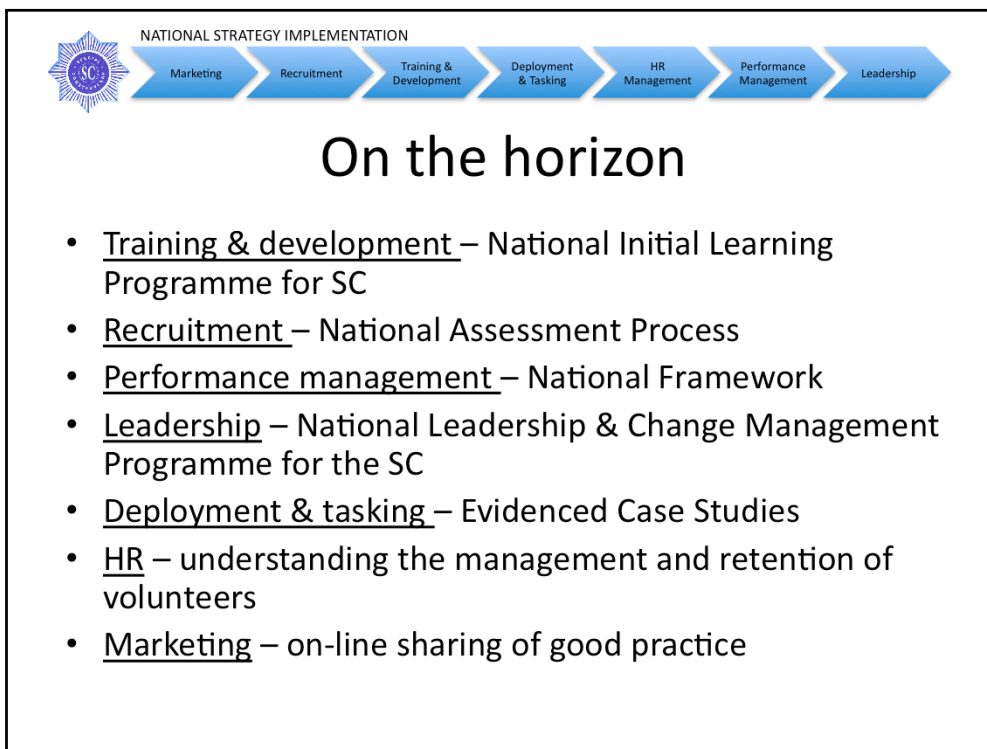 NATIONAL STRATEGY IMPLEMENTATION
SC
Marketing
Recruitment
Training &
Development
Deployment
& Tasking
HR
Management
Performance
Management
Leadership
On the horizon
• Training & development – National Initial Learning
Programme for SC
• Recruitment – National Assessment Process
• Performance management – National Framework
• Leadership – National Leadership & Change Management
Programme for the SC
• Deployment & tasking – Evidenced Case Studies
• HR – understanding the management and retention of
volunteers
• Marketing – on-line sharing of good practice